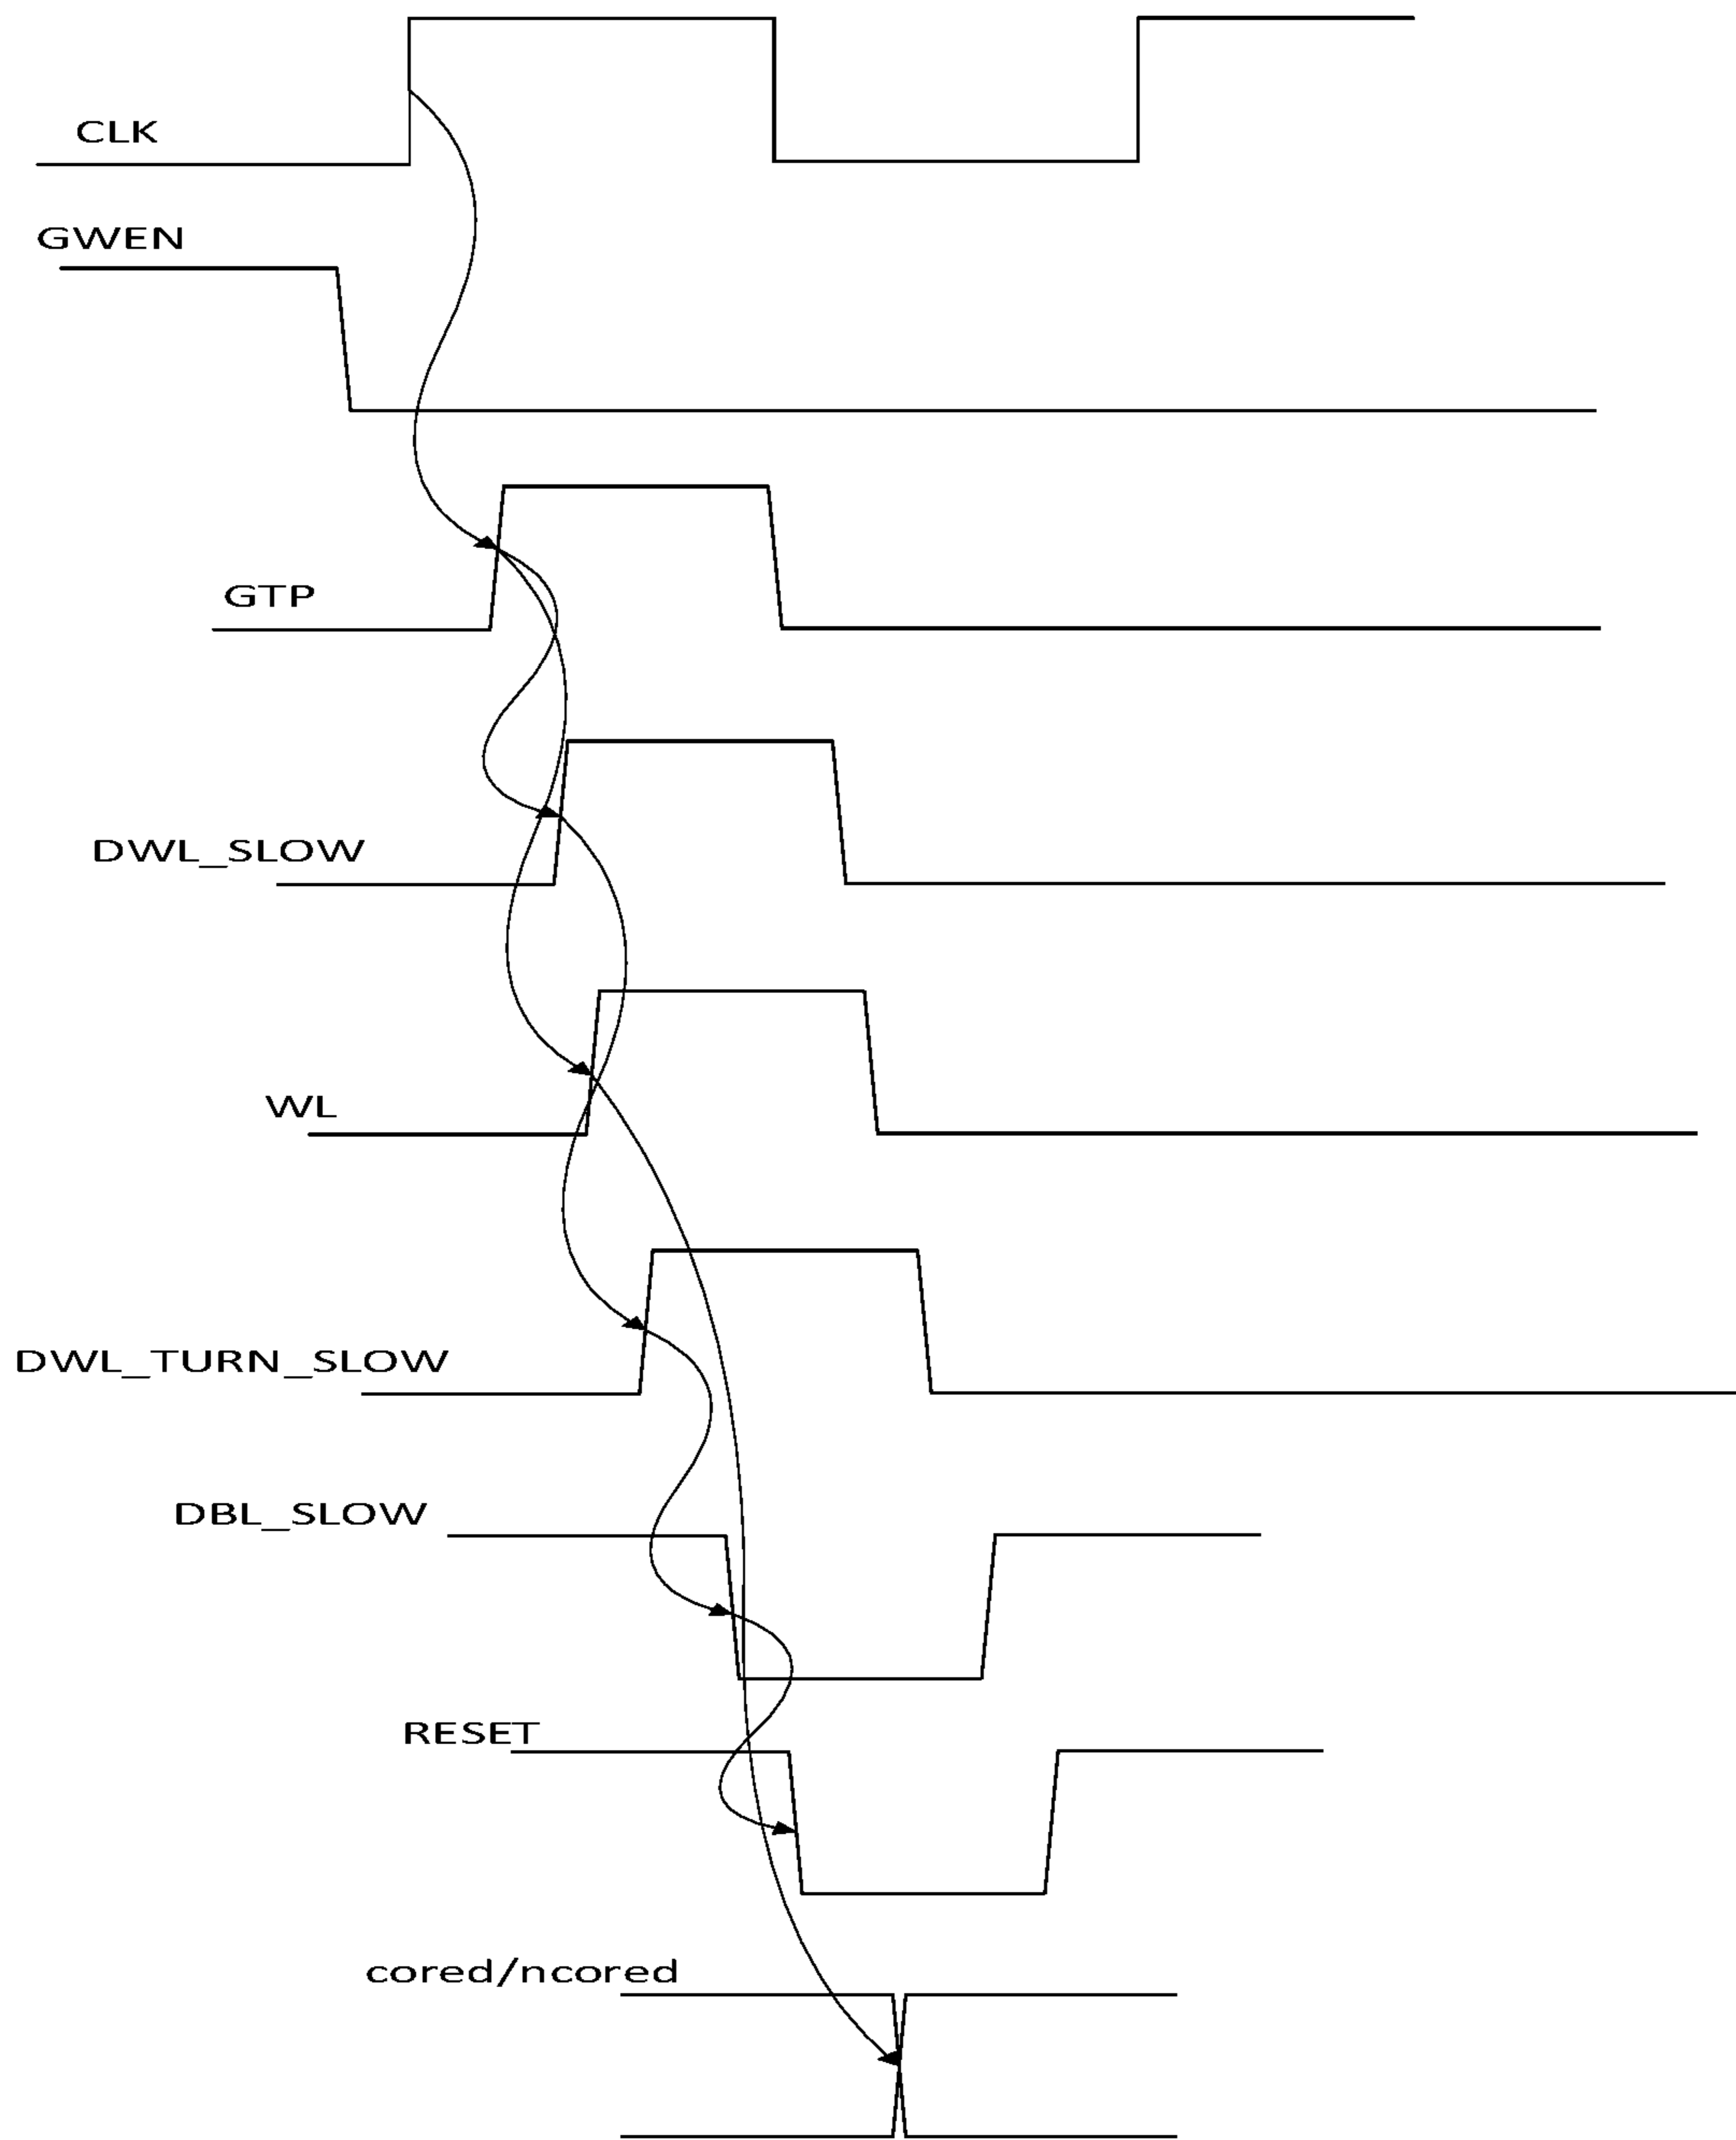 CLK
GWEN
GTP
DWL_SLOW
WL
DWL_TURN_SLOW
DBL_SLOW
RESET
cored/ncored